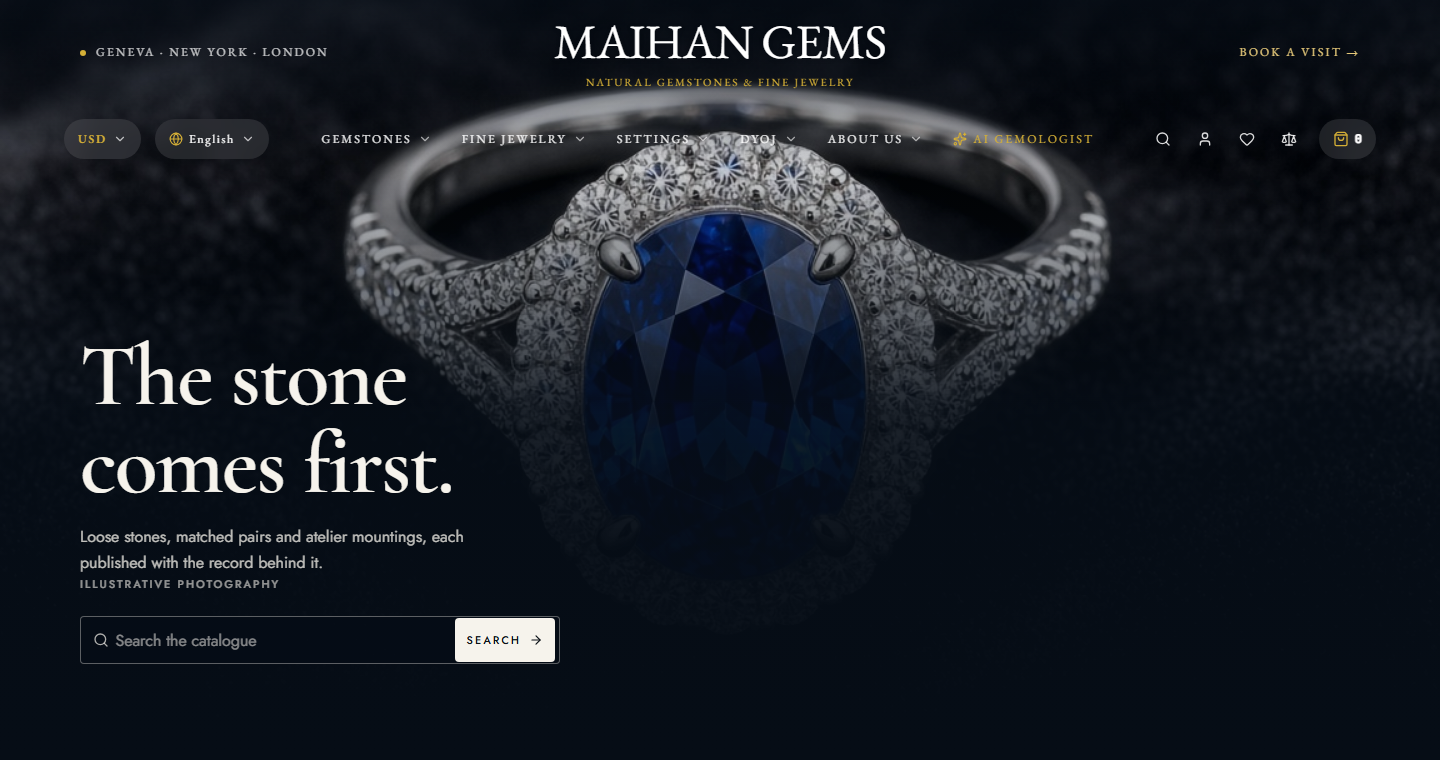 GENEVA · NEW YORK · LONDON
MAIHAN GEMS
NATURAL GEMSTONES & FINE JEWELRY
BOOK A VISIT →
USD
English
GEMSTONES
FINE JEWELRY
SETTINGS
DYOJ
ABOUT US
AI GEMOLOGIST
0
The stone
comes first.
Loose stones, matched pairs and atelier mountings, each
published with the record behind it.
ILLUSTRATIVE PHOTOGRAPHY
Search the catalogue
SEARCH →